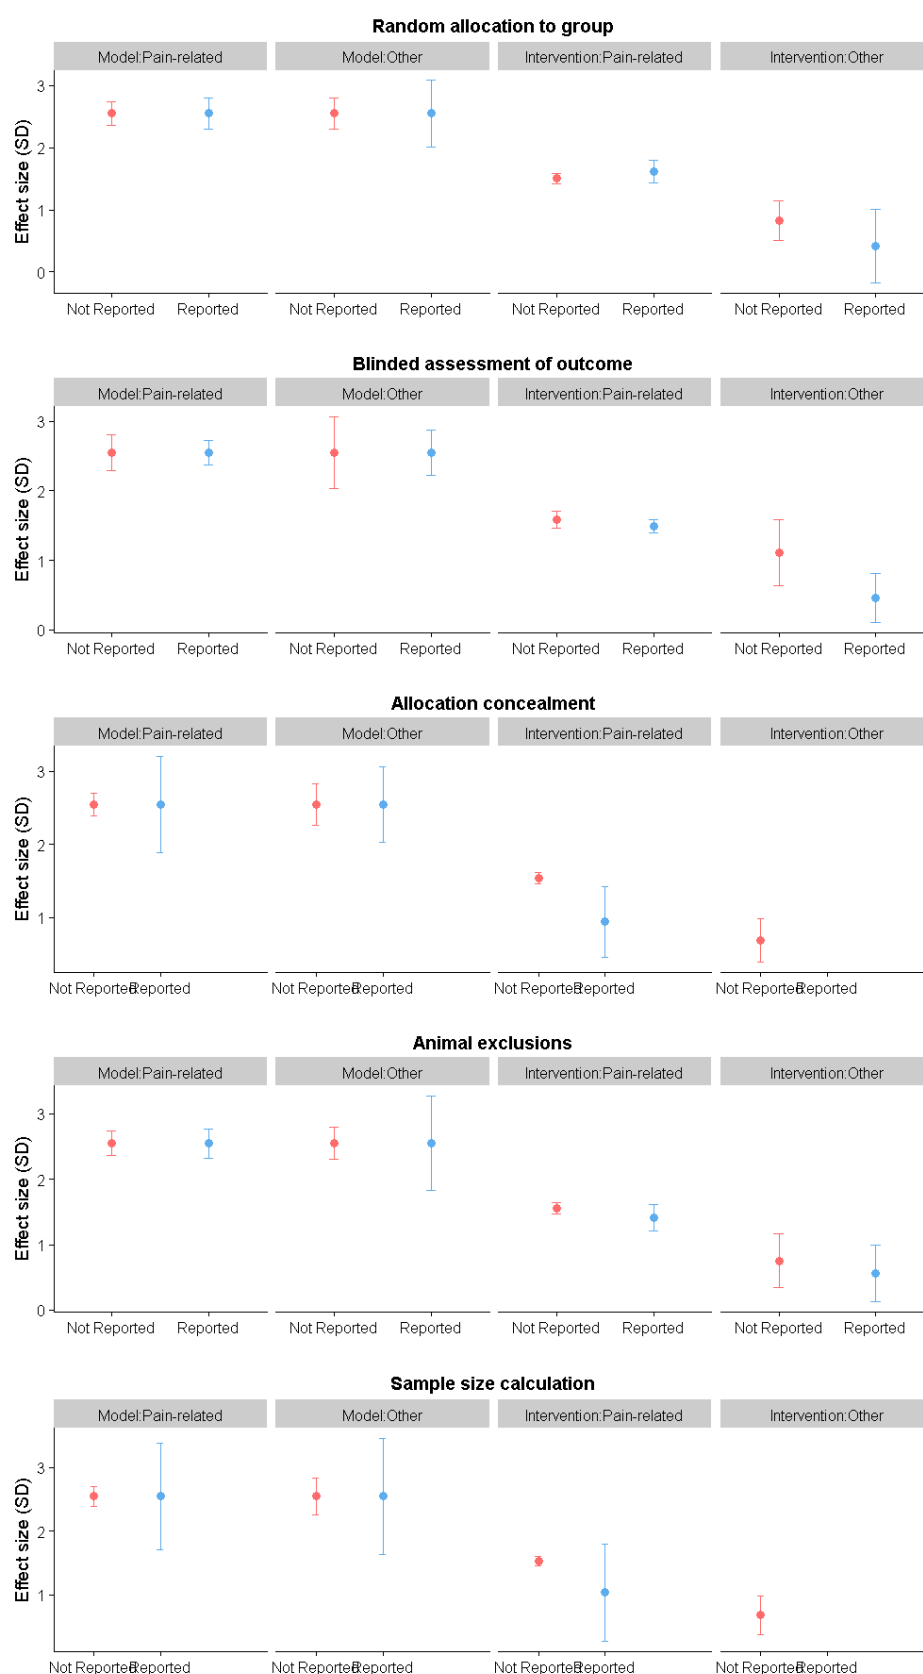 Random allocation to group
Model:Pain-related Model:Other Intervention:Pain-related Intervention:Other
Effect size (SD)
3
2
1
0
Not Reported Reported Not Reported Reported Not Reported Reported Not Reported Reported
Blinded assessment of outcome
Model:Pain-related Model:Other Intervention:Pain-related Intervention:Other
Effect size (SD)
3
2
1
0
Not Reported Reported Not Reported Reported Not Reported Reported Not Reported Reported
Allocation concealment
Model:Pain-related Model:Other Intervention:Pain-related Intervention:Other
Effect size (SD)
3
2
1
Not Reported Reported Not Reported Reported Not Reported Reported Not Reported Reported
Animal exclusions
Model:Pain-related Model:Other Intervention:Pain-related Intervention:Other
Effect size (SD)
3
2
1
0
Not Reported Reported Not Reported Reported Not Reported Reported Not Reported Reported
Sample size calculation
Model:Pain-related Model:Other Intervention:Pain-related Intervention:Other
Effect size (SD)
3
2
1
Not Reported Reported Not Reported Reported Not Reported Reported Not Reported Reported